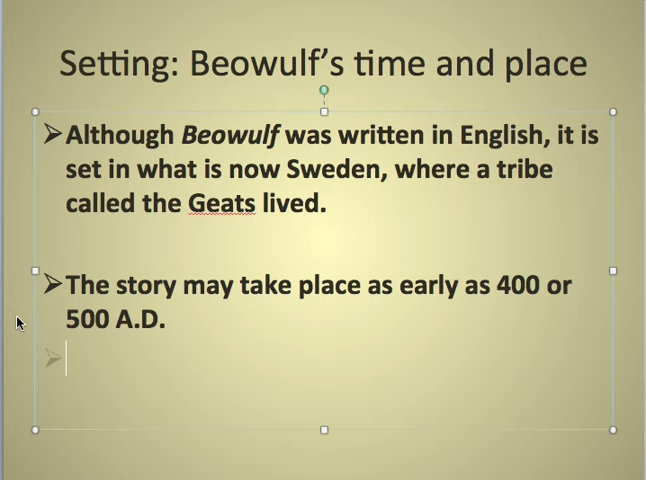 Setting: Beowulf’s time and place
➢Although Beowulf was written in English, it is
set in what is now Sweden, where a tribe
called the Geats lived.
➢The story may take place as early as 400 or
500 A.D.
➢